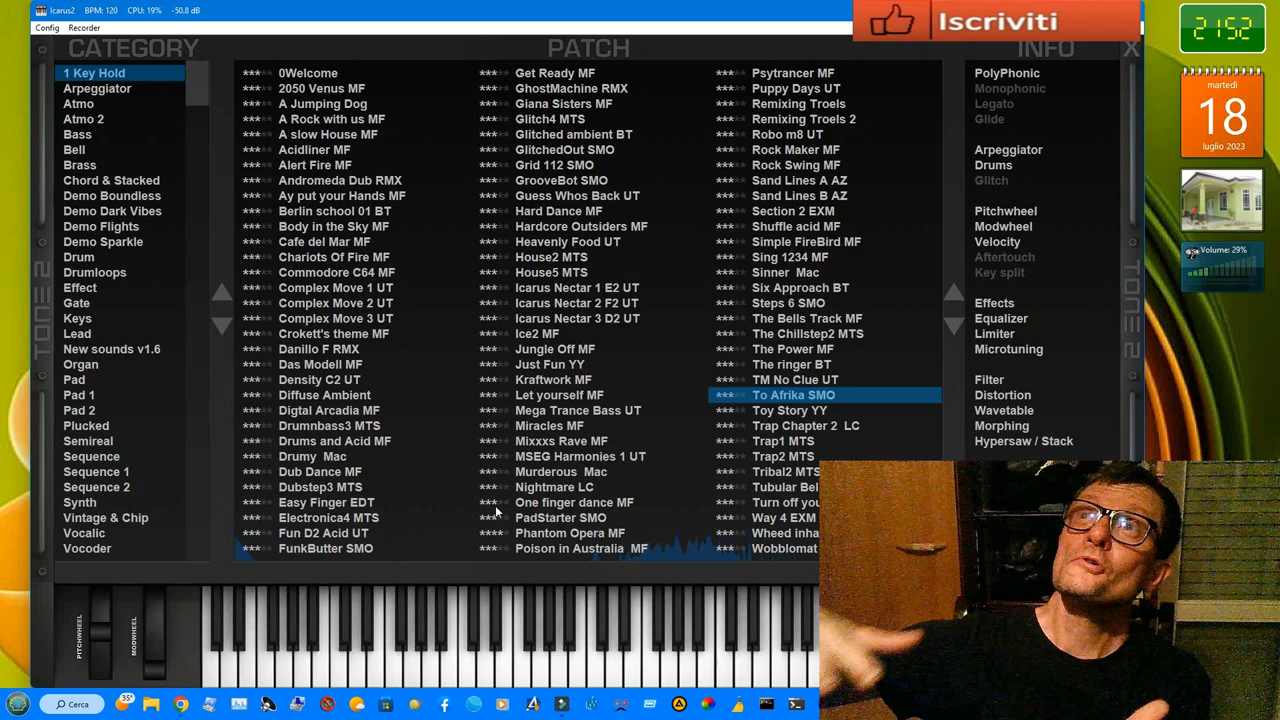 Icarus2 BPM: 120 CPU: 19% -50.8 dB
Config Recorder
Iscriviti
CATEGORY
1 Key Hold
Arpeggiator
Atmo
Atmo 2
Bass
Bell
Brass
Chord & Stacked
Demo Boundless
Demo Dark Vibes
Demo Flights
Demo Sparkle
Drum
Drumloops
Effect
Gate
Keys
Lead
New sounds v1.6
Organ
Pad
Pad 1
Pad 2
Plucked
Semireal
Sequence
Sequence 1
Sequence 2
Synth
Vintage & Chip
Vocalic
Vocoder
PATCH
0Welcome
2050 Venus MF
A Jumping Dog
A Rock with us MF
A slow House MF
Acidliner MF
Alert Fire MF
Andromeda Dub RMX
Ay put your Hands MF
Berlin school 01 BT
Body in the Sky MF
Cafe del Mar MF
Chariots Of Fire MF
Commodore C64 MF
Complex Move 1 UT
Complex Move 2 UT
Complex Move 3 UT
Crokett's theme MF
Danillo F RMX
Das Modell MF
Density C2 UT
Diffuse Ambient
Digtal Arcadia MF
Drumnbass3 MTS
Drums and Acid MF
Drumy Mac
Dub Dance MF
Dubstep3 MTS
Easy Finger EDT
Electronica4 MTS
Fun D2 Acid UT
FunkButter SMO
Get Ready MF
GhostMachine RMX
Giana Sisters MF
Glitch4 MTS
Glitched ambient BT
GlitchedOut SMO
Grid 112 SMO
GrooveBot SMO
Guess Whos Back UT
Hard Dance MF
Hardcore Outsiders MF
Heavenly Food UT
House2 MTS
House5 MTS
Icarus Nectar 1 E2 UT
Icarus Nectar 2 F2 UT
Icarus Nectar 3 D2 UT
Ice2 MF
Jungle Off MF
Just Fun YY
Kraftwork MF
Let yourself MF
Mega Trance Bass UT
Miracles MF
Mixxxs Rave MF
MSEG Harmonies 1 UT
Murderous Mac
Nightmare LC
One finger dance MF
PadStarter SMO
Phantom Opera MF
Poison in Australia MF
Psytrancer MF
Puppy Days UT
Remixing Troels
Remixing Troels 2
Robo m8 UT
Rock Maker MF
Rock Swing MF
Sand Lines A AZ
Sand Lines B AZ
Section 2 EXM
Shuffle acid MF
Simple FireBird MF
Sing 1234 MF
Sinner Mac
Six Approach BT
Steps 6 SMO
The Bells Track MF
The Chillstep2 MTS
The Power MF
The ringer BT
TM No Clue UT
To Afrika SMO
Toy Story YY
Trap Chapter 2 LC
Trap1 MTS
Trap2 MTS
Tribal2 MTS
Tubular Bel
Turn off yo
Way 4 EXM
Wheed inha
Wobblomat
INFO X
PolyPhonic
Monophonic
Legato
Glide
Arpeggiator
Drums
Glitch
Pitchwheel
Modwheel
Velocity
Aftertouch
Key split
Effects
Equalizer
Limiter
Microtuning
Filter
Distortion
Wavetable
Morphing
Hypersaw / Stack
TONE 2
TONE 2
PITCHWHEEL
MODWHEEL
21:52
martedì
18
luglio 2023
Volume: 29%
35°
Cerca